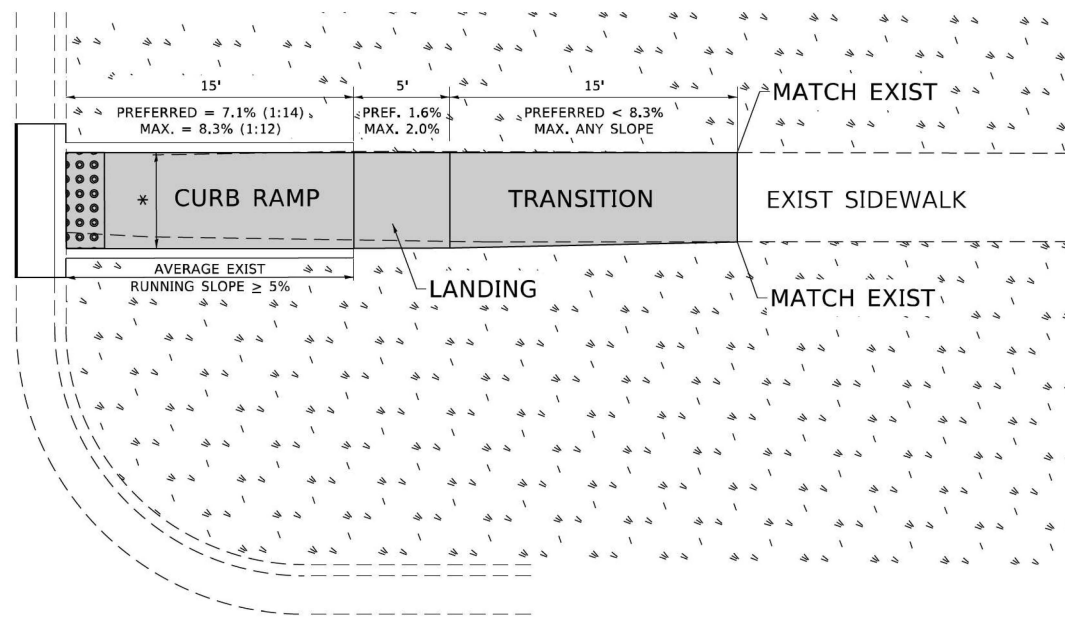 15'
5'
15'
PREFERRED = 7.1% (1:14)
MAX. = 8.3% (1:12)
PREF. 1.6%
MAX. 2.0%
PREFERRED < 8.3%
MAX. ANY SLOPE
MATCH EXIST
*
CURB RAMP
TRANSITION
EXIST SIDEWALK
AVERAGE EXIST
RUNNING SLOPE ≥ 5%
LANDING
MATCH EXIST